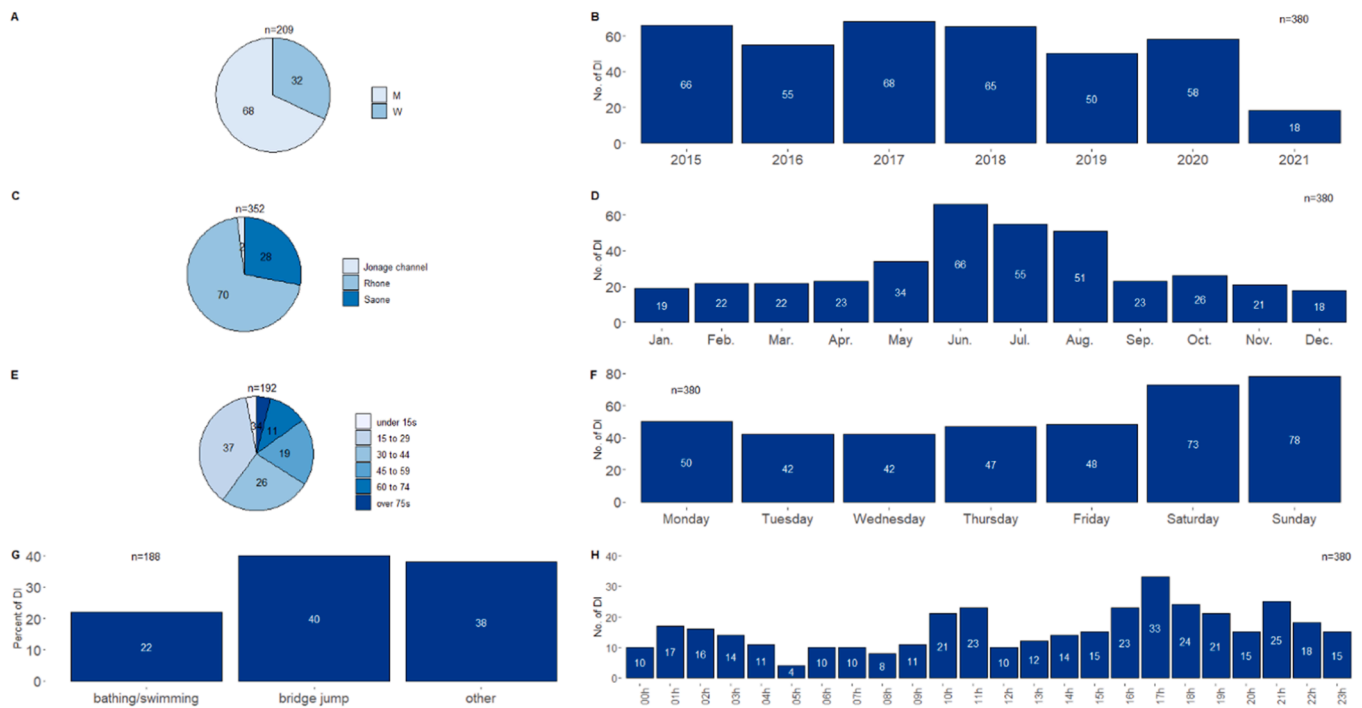 A
n=209
32
68
M
W
B
n=380
No. of DI
60
40
20
0
66
55
68
65
50
58
18
2015
2016
2017
2018
2019
2020
2021
C
n=352
2
28
70
Jonage channel
Rhone
Saone
D
n=380
No. of DI
60
40
20
0
19
22
22
23
34
66
55
51
23
26
21
18
Jan.
Feb.
Mar.
Apr.
May
Jun.
Jul.
Aug.
Sep.
Oct.
Nov.
Dec.
E
n=192
3
4
11
37
19
26
under 15s
15 to 29
30 to 44
45 to 59
60 to 74
over 75s
F
n=380
No. of DI
80
60
40
20
0
50
42
42
47
48
73
78
Monday
Tuesday
Wednesday
Thursday
Friday
Saturday
Sunday
G
n=188
Percent of DI
40
30
20
10
0
22
40
38
bathing/swimming
bridge jump
other
H
n=380
No. of DI
40
30
20
10
0
10
17
16
14
11
4
10
10
8
11
21
23
10
12
14
15
23
33
24
21
15
25
18
15
00h
01h
02h
03h
04h
05h
06h
07h
08h
09h
10h
11h
12h
13h
14h
15h
16h
17h
18h
19h
20h
21h
22h
23h